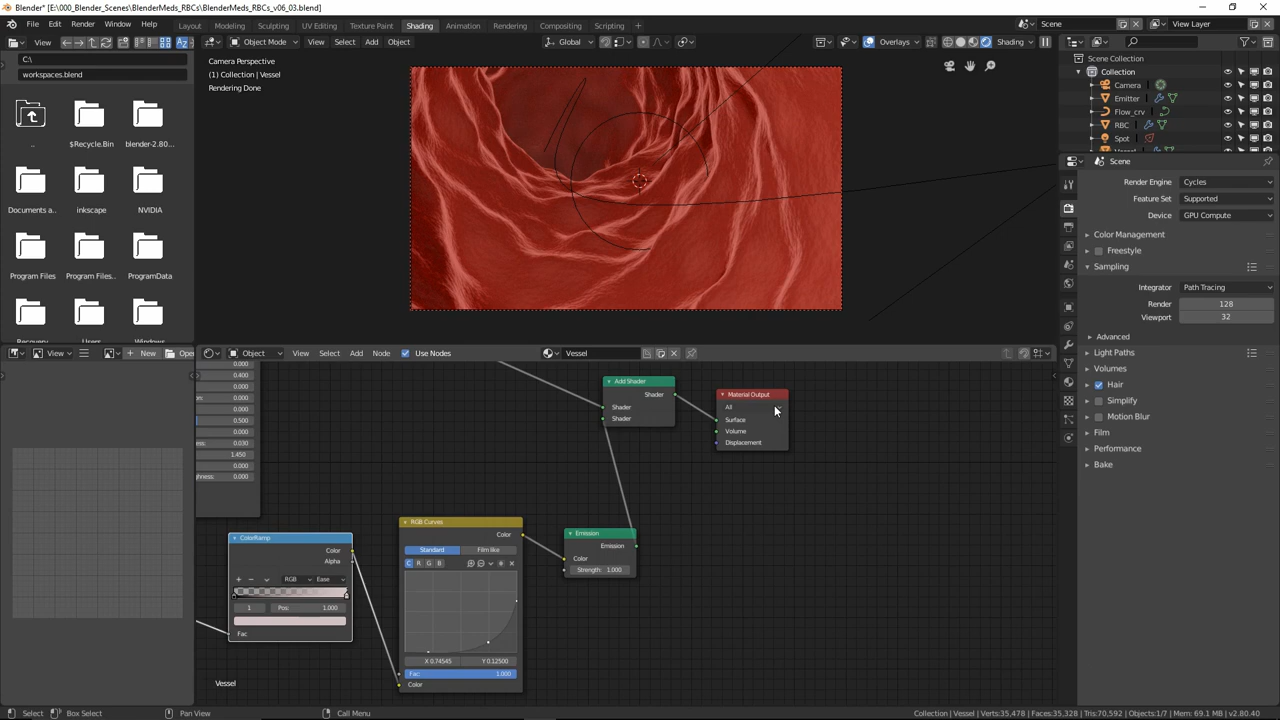 Blender* [E:\000_Blender_Scenes\BlenderMeds_RBCs\BlenderMeds_RBCs_v06_03.blend]
File Edit Render Window Help Layout Modeling Sculpting UV Editing Texture Paint Shading Animation Rendering Compositing Scripting Scene View Layer
View Object Mode View Select Add Object Global Overlays Shading
C:\
workspaces.blend
..
$Recycle.Bin
blender-2.80...
Documents a...
inkscape
NVIDIA
Program Files
Program Files..
ProgramData
Recovery
Users
Windows
Camera Perspective
(1) Collection | Vessel
Rendering Done
Scene Collection
Collection
Camera
Emitter
Flow_crv
RBC
Spot
Vessel
Scene
Render Engine Cycles
Feature Set Supported
Device GPU Compute
Color Management
Freestyle
Sampling
Integrator Path Tracing
Render 128
Viewport 32
Advanced
Light Paths
Volumes
Hair
Simplify
Motion Blur
Film
Performance
Bake
View New Open
Object View Select Add Node Use Nodes Vessel
0.000
0.400
0.000
0.000
0.000
0.500
0.000
0.030
1.450
0.000
0.000
Add Shader
Shader
Shader
Shader
Material Output
All
Surface
Volume
Displacement
ColorRamp
Color
Alpha
RGB Ease
1 Pos: 1.000
Fac
RGB Curves
Color
Standard Film like
C R G B
X 0.74545 Y 0.12500
Fac: 1.000
Color
Emission
Emission
Color
Strength: 1.000
Vessel
Select Box Select Pan View Call Menu Collection | Vessel | Verts:35,478 | Faces:35,328 | Tris:70,592 | Objects:1/7 | Mem: 69.1 MB | v2.80.40